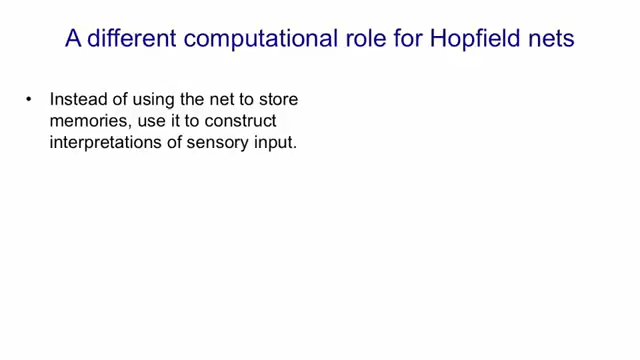 A different computational role for Hopfield nets
• Instead of using the net to store
memories, use it to construct
interpretations of sensory input.